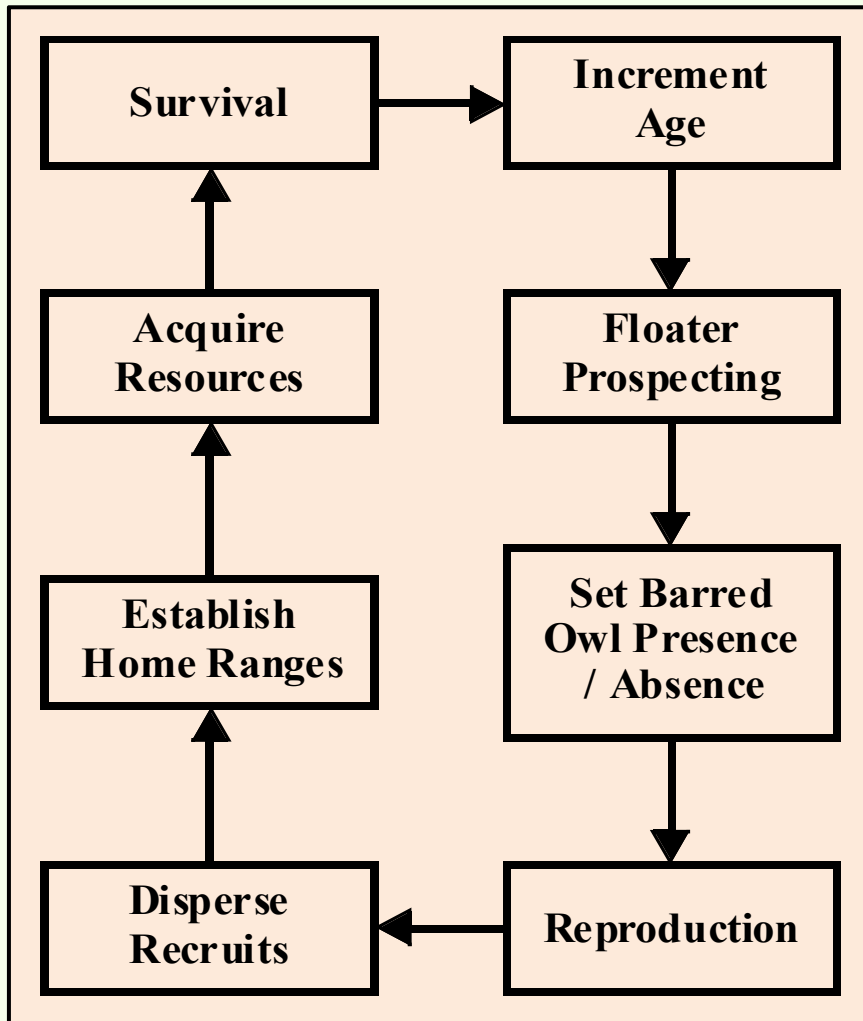 Survival
Increment
Age
Acquire
Resources
Floater
Prospecting
Establish
Home Ranges
Set Barred
Owl Presence
/ Absence
Disperse
Recruits
Reproduction